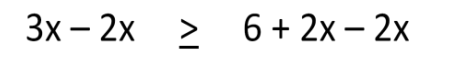 3x – 2x ≥ 6 + 2x – 2x